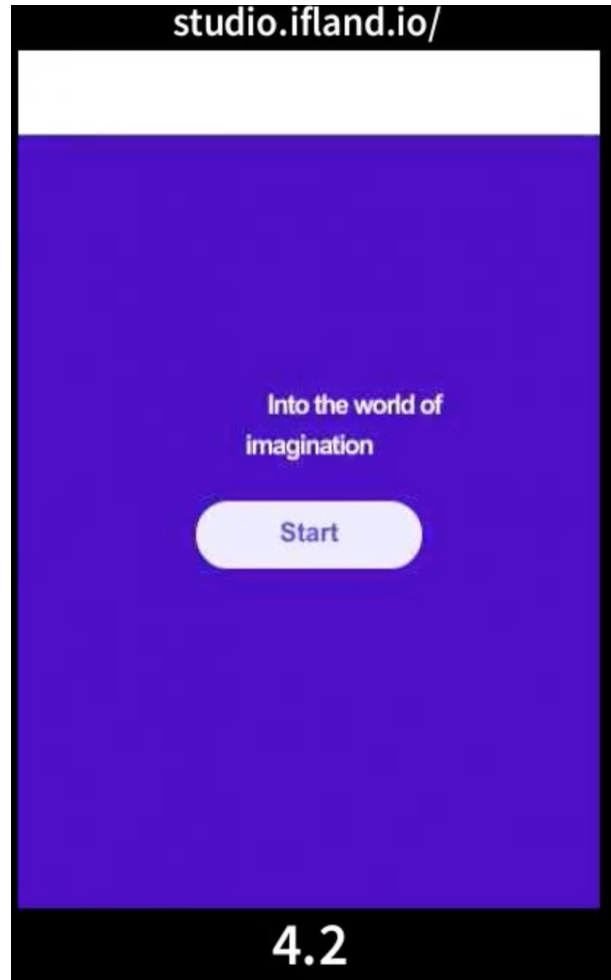 studio.ifland.io/
Into the world of
imagination
Start
4.2